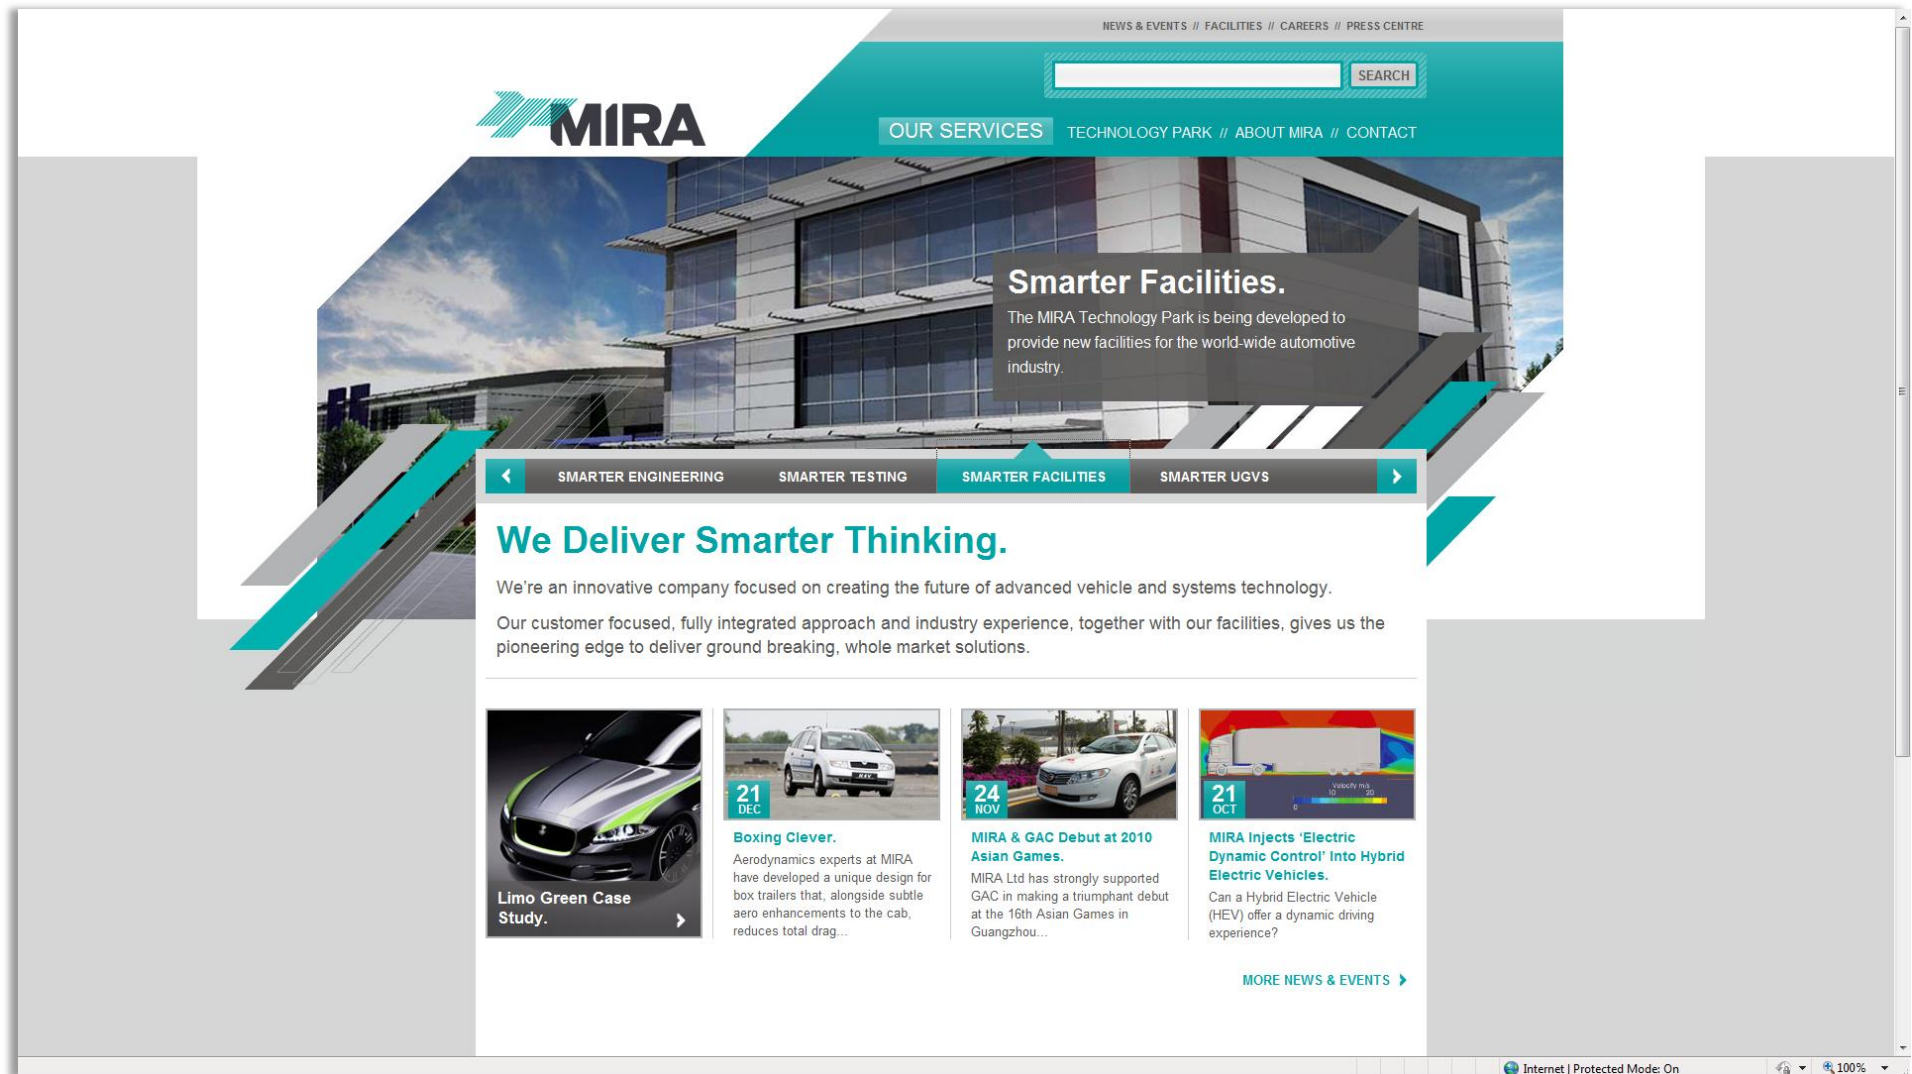 NEWS & EVENTS // FACILITIES // CAREERS // PRESS CENTRE
SEARCH
MIRA
OUR SERVICES TECHNOLOGY PARK // ABOUT MIRA // CONTACT
Smarter Facilities.
The MIRA Technology Park is being developed to
provide new facilities for the world-wide automotive
industry.
SMARTER ENGINEERING SMARTER TESTING SMARTER FACILITIES SMARTER UGVS
We Deliver Smarter Thinking.
We're an innovative company focused on creating the future of advanced vehicle and systems technology.
Our customer focused, fully integrated approach and industry experience, together with our facilities, gives us the
pioneering edge to deliver ground breaking, whole market solutions.
Limo Green Case
Study.
21
DEC
Boxing Clever.
Aerodynamics experts at MIRA
have developed a unique design for
box trailers that, alongside subtle
aero enhancements to the cab,
reduces total drag...
24
NOV
MIRA & GAC Debut at 2010
Asian Games.
MIRA Ltd has strongly supported
GAC in making a triumphant debut
at the 16th Asian Games in
Guangzhou...
Velocity m/s
0 10 20
21
OCT
MIRA Injects 'Electric
Dynamic Control' Into Hybrid
Electric Vehicles.
Can a Hybrid Electric Vehicle
(HEV) offer a dynamic driving
experience?
MORE NEWS & EVENTS
Internet | Protected Mode: On 100%